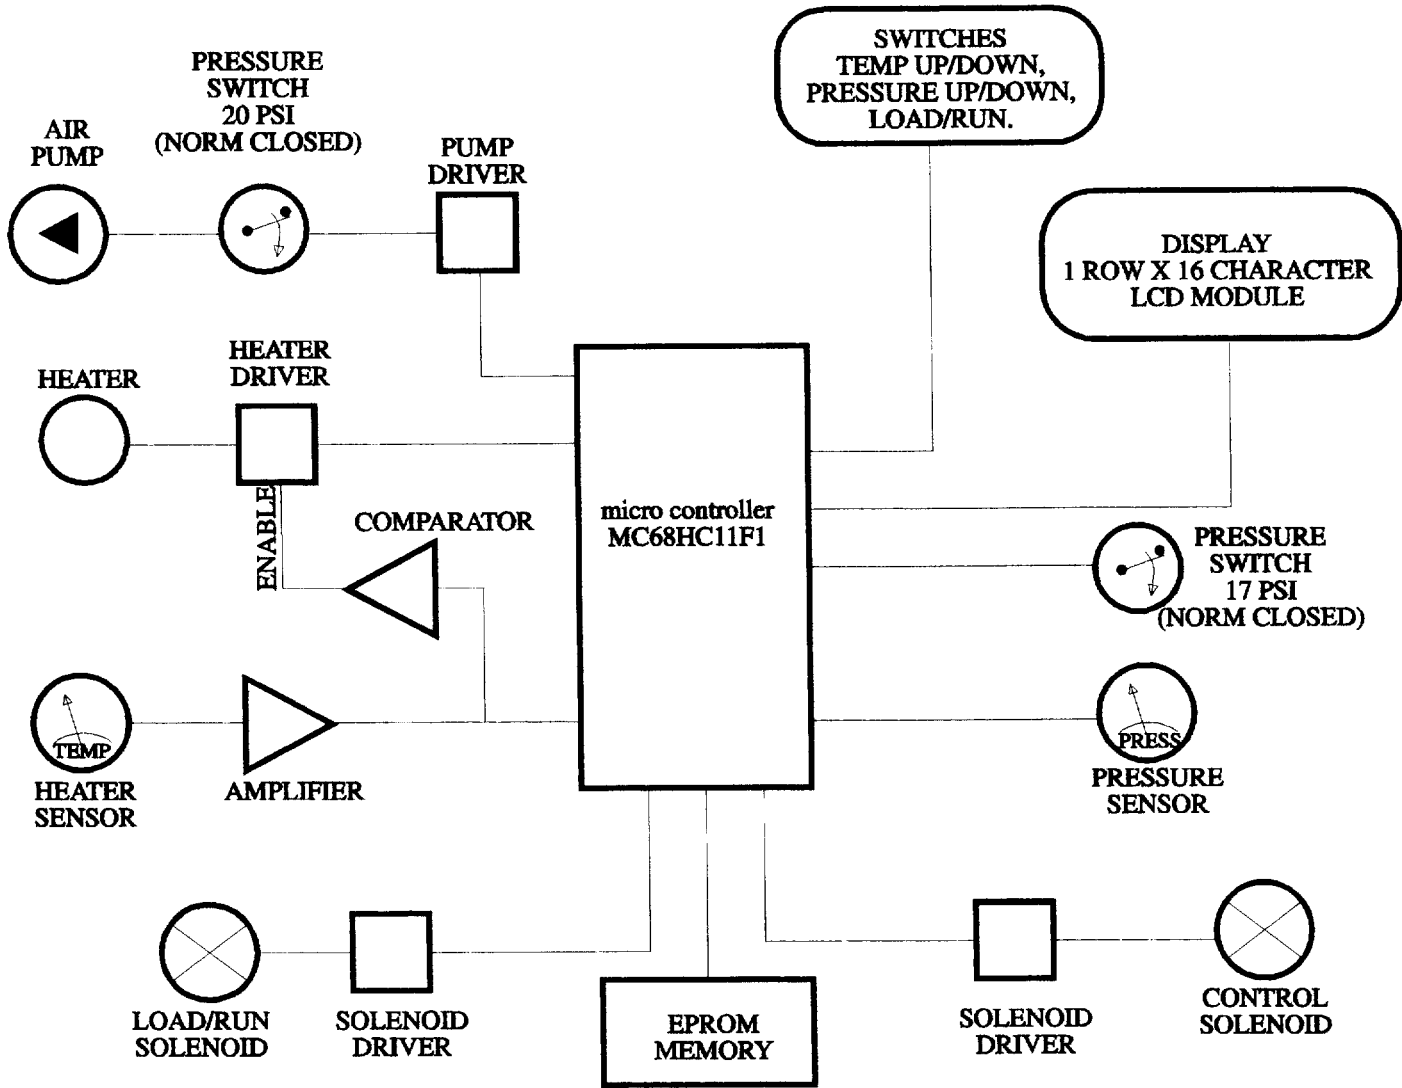 SWITCHES
TEMP UP/DOWN,
PRESSURE UP/DOWN,
LOAD/RUN.
PRESSURE
SWITCH
20 PSI
(NORM CLOSED)
AIR
PUMP
PUMP
DRIVER
DISPLAY
1 ROW X 16 CHARACTER
LCD MODULE
HEATER
DRIVER
HEATER
ENABLE
COMPARATOR
micro controller
MC68HC11F1
PRESSURE
SWITCH
17 PSI
(NORM CLOSED)
TEMP
HEATER
SENSOR
AMPLIFIER
PRESS
PRESSURE
SENSOR
LOAD/RUN
SOLENOID
SOLENOID
DRIVER
EPROM
MEMORY
SOLENOID
DRIVER
CONTROL
SOLENOID